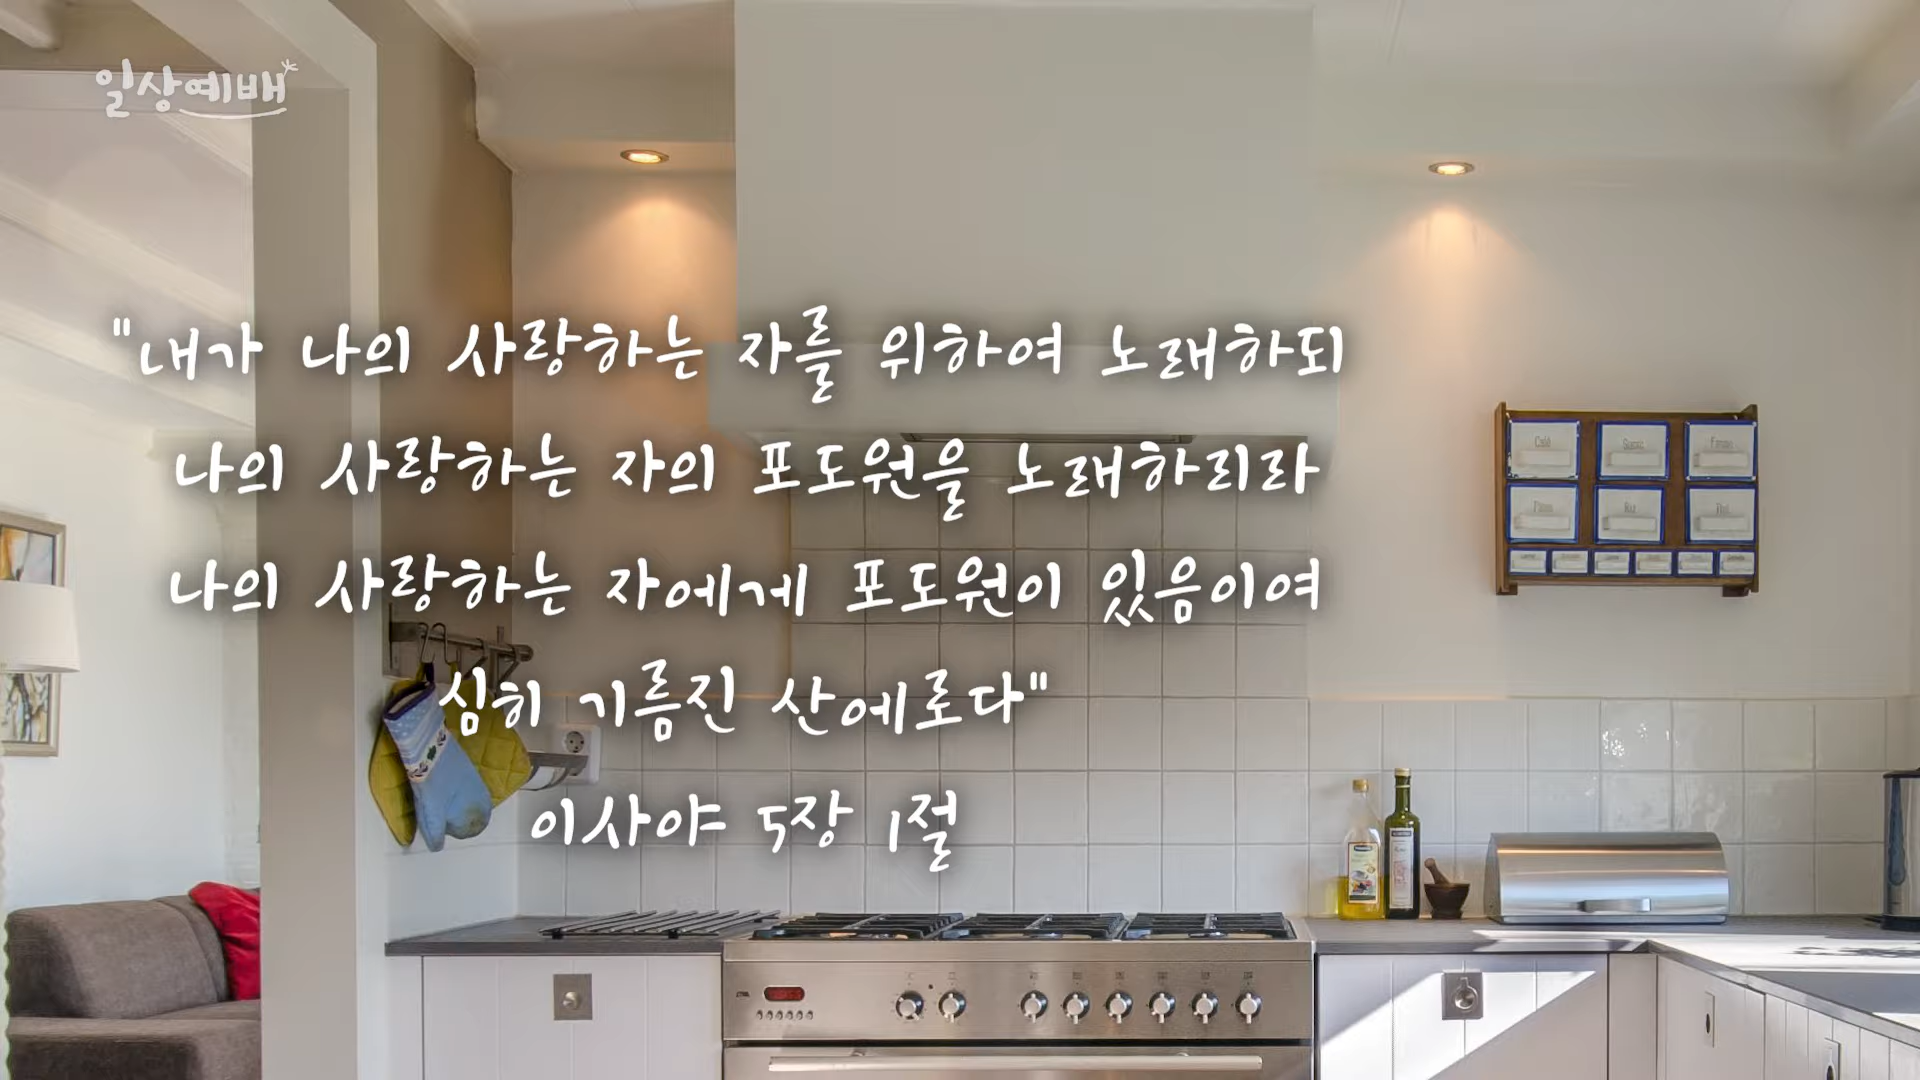 일상예배
"내가 나의 사랑하는 자를 위하여 노래하되
나의 사랑하는 자의 포도원을 노래하리라
나의 사랑하는 자에게 포도원이 있음이여
심히 기름진 산에로다"
이사야 5장 1절